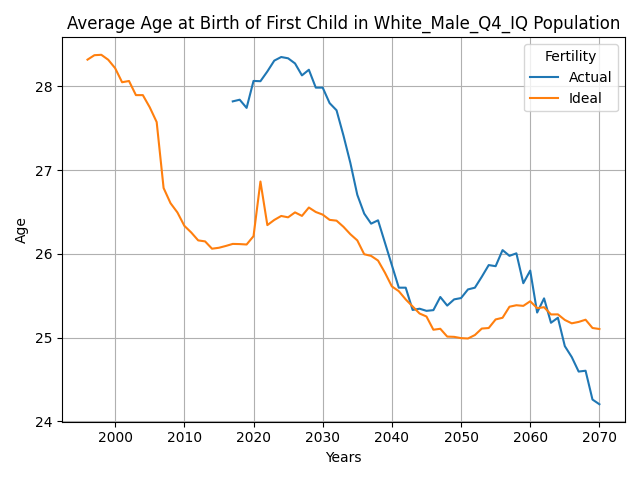 Average Age at Birth of First Child in White_Male_Q4_IQ Population
Fertility
Actual
Ideal
28
27
26
25
24
Age
2000 2010 2020 2030 2040 2050 2060 2070
Years